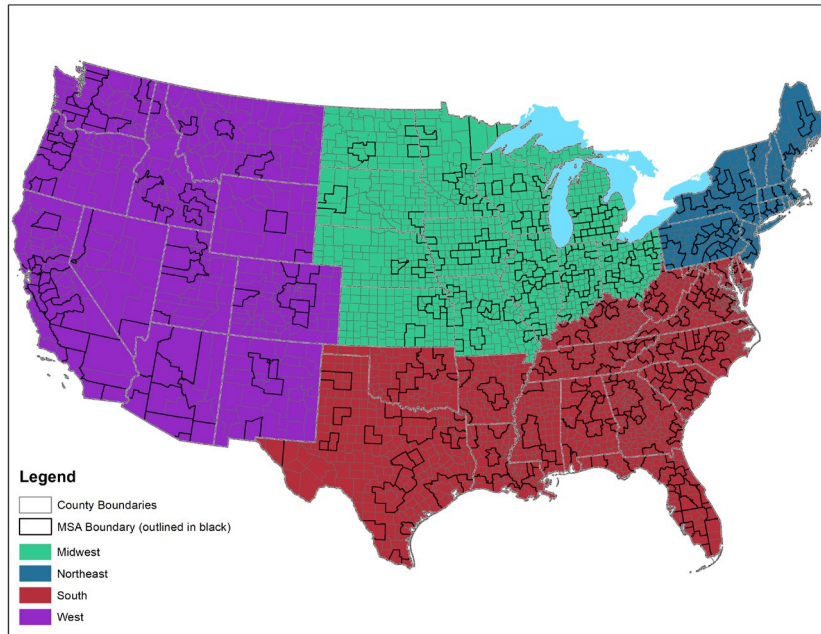 Legend
County Boundaries
MSA Boundary (outlined in black)
Midwest
Northeast
South
West